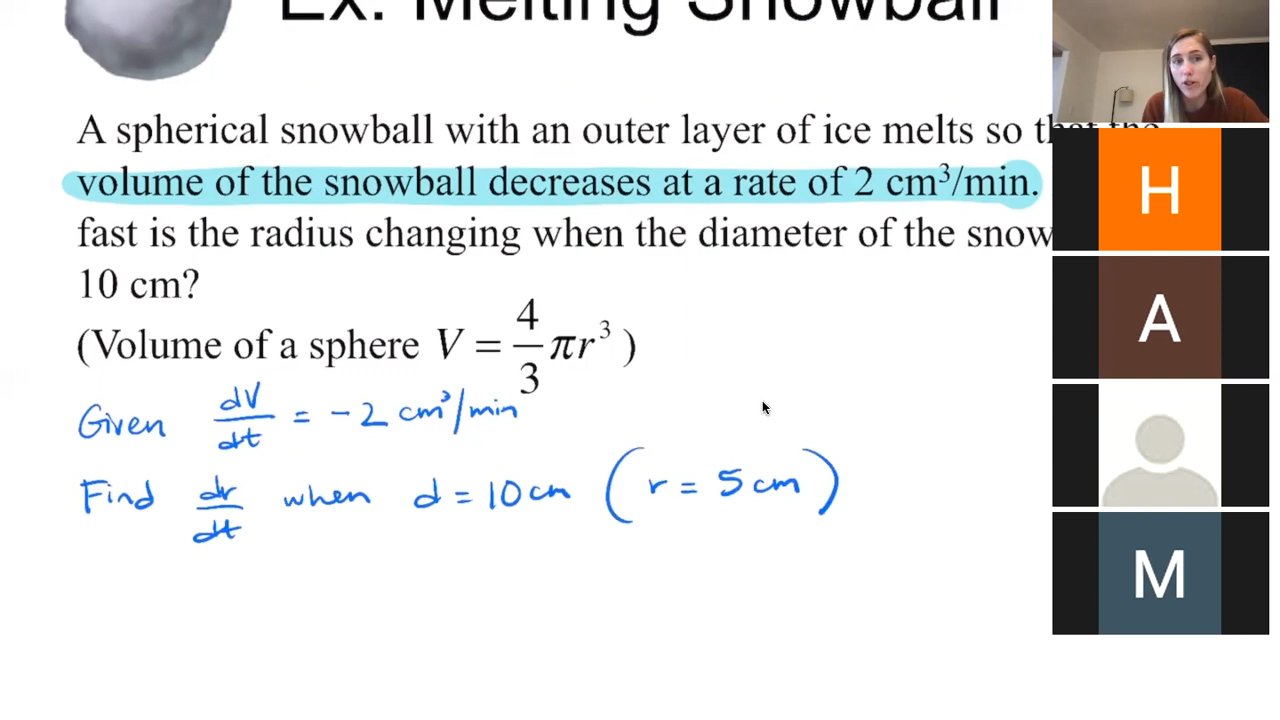 Ex: Melting Snowball
A spherical snowball with an outer layer of ice melts so that the
volume of the snowball decreases at a rate of 2 cm³/min.
fast is the radius changing when the diameter of the snow
10 cm?
(Volume of a sphere V = 4/3 πr³ )
Given dV/dt = -2 cm³/min
Find dr/dt when d = 10 cm ( r = 5 cm )
H
A
M